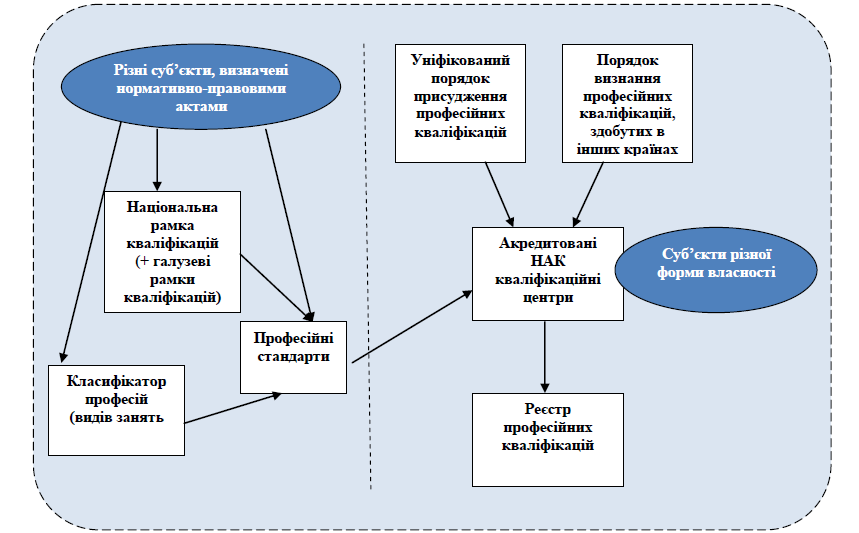 Різні суб’єкти, визначені
нормативно-правовими
актами
Національна
рамка
кваліфікацій
(+ галузеві
рамки
кваліфікацій)
Професійні
стандарти
Класифікатор
професій
(видів занять
Уніфікований
порядок
присудження
професійних
кваліфікацій
Порядок
визнання
професійних
кваліфікацій,
здобутих в
інших країнах
Акредитовані
НАК
кваліфікаційні
центри
Суб’єкти різної
форми власності
Реєстр
професійних
кваліфікацій